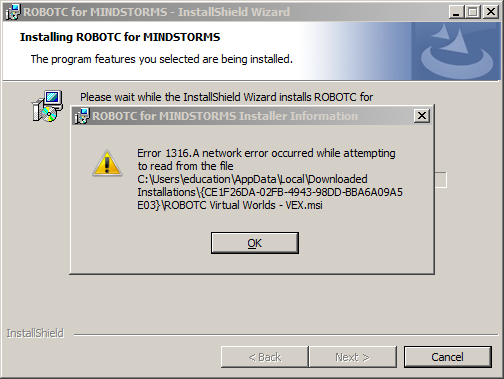 ROBOTC for MINDSTORMS - InstallShield Wizard
Installing ROBOTC for MINDSTORMS
The program features you selected are being installed.
Please wait while the InstallShield Wizard installs ROBOTC for
ROBOTC for MINDSTORMS Installer Information
Error 1316.A network error occurred while attempting
to read from the file
C:\Users\education\AppData\Local\Downloaded
Installations\{CE1F26DA-02FB-4943-98DD-BBA6A09A5
E03}\ROBOTC Virtual Worlds - VEX.msi
OK
InstallShield
< Back
Next >
Cancel